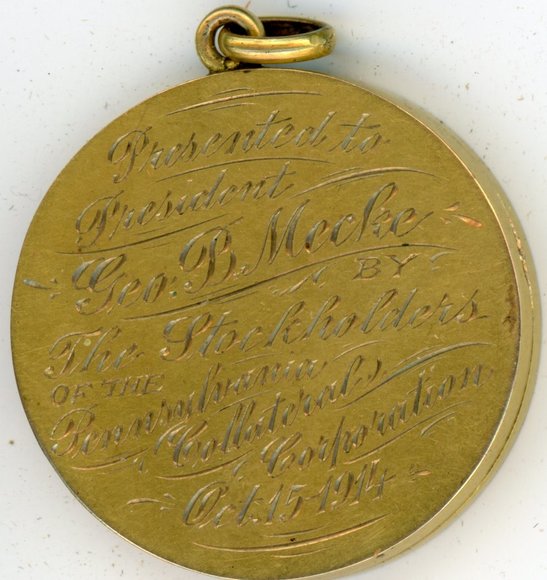 Presented to
President
Geo. B. Mecke
BY
The Stockholders
OF THE
Pennsylvania
Collateral
Corporation
Oct. 15-1914